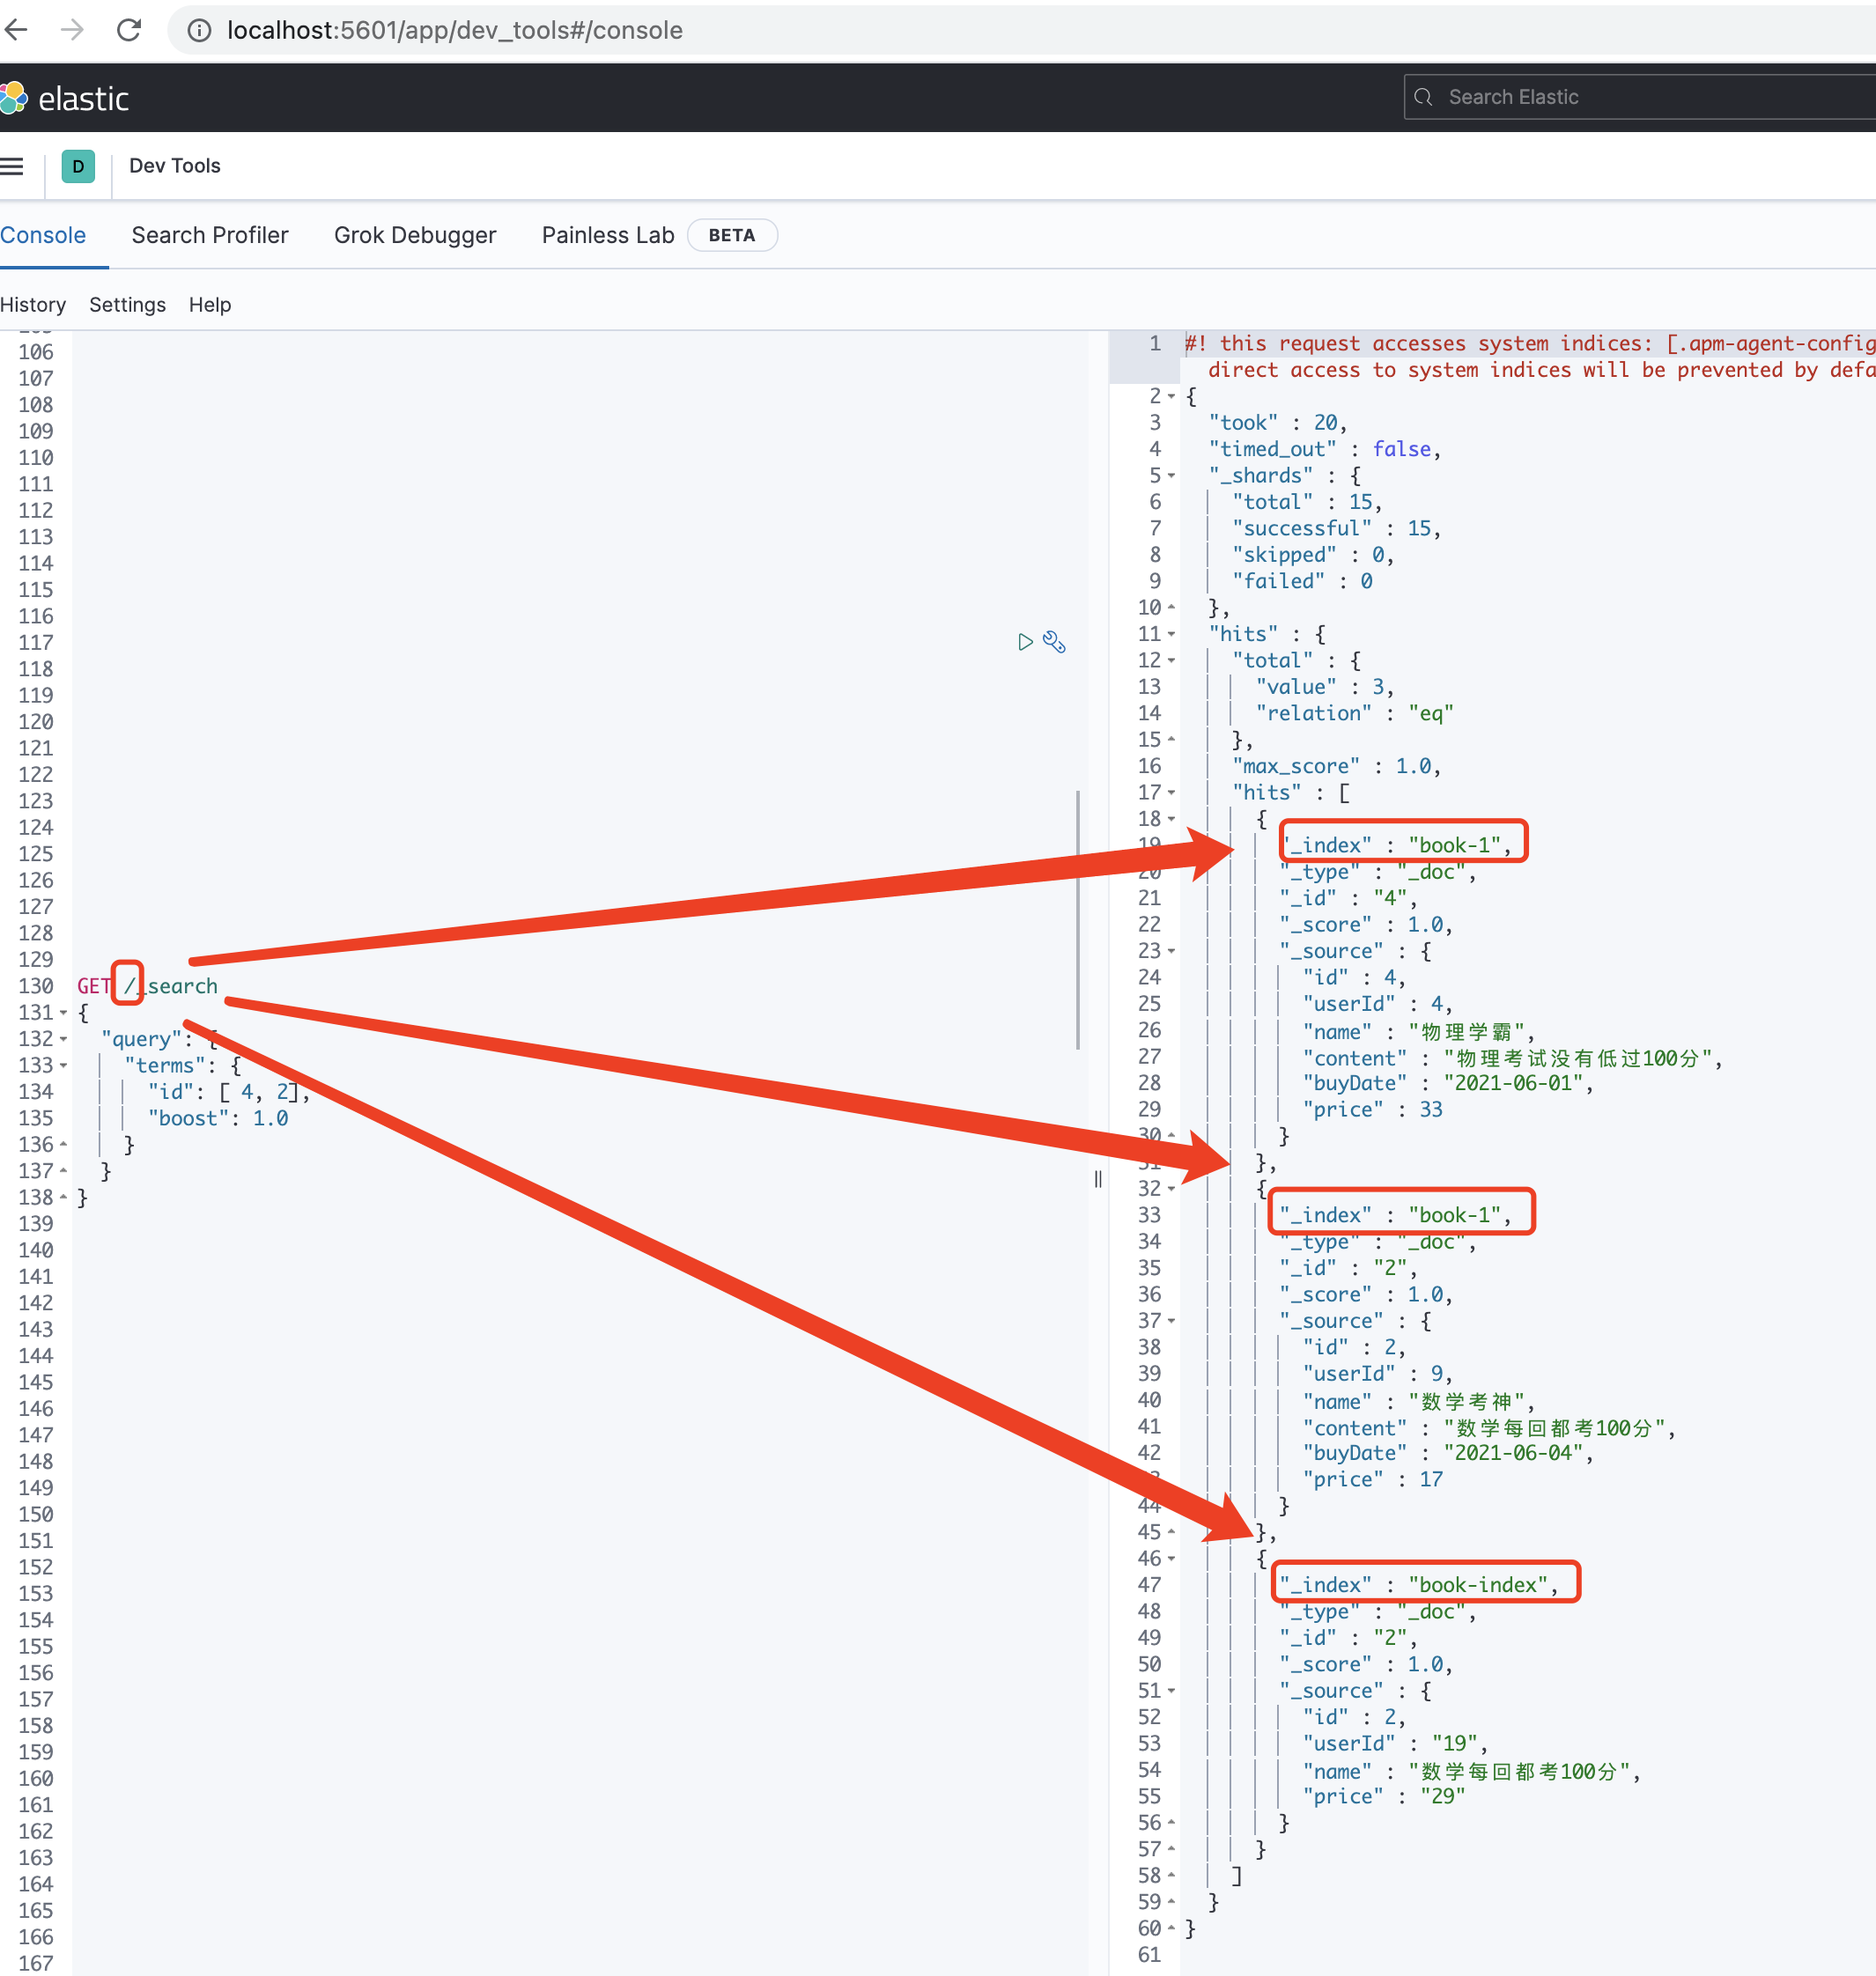 localhost:5601/app/dev_tools#/console
elastic
Search Elastic
D
Dev Tools
Console
Search Profiler
Grok Debugger
Painless Lab
BETA
History
Settings
Help
106
107
108
109
110
111
112
113
114
115
116
117
118
119
120
121
122
123
124
125
126
127
128
129
130 GET /_search
131 {
132 "query": {
133 "terms": {
134 "id": [ 4, 2],
135 "boost": 1.0
136 }
137 }
138 }
139
140
141
142
143
144
145
146
147
148
149
150
151
152
153
154
155
156
157
158
159
160
161
162
163
164
165
166
167
1 #! this request accesses system indices: [.apm-agent-config
direct access to system indices will be prevented by defa
2 {
3 "took" : 20,
4 "timed_out" : false,
5 "_shards" : {
6 "total" : 15,
7 "successful" : 15,
8 "skipped" : 0,
9 "failed" : 0
10 },
11 "hits" : {
12 "total" : {
13 "value" : 3,
14 "relation" : "eq"
15 },
16 "max_score" : 1.0,
17 "hits" : [
18 {
19 "_index" : "book-1",
20 "_type" : "_doc",
21 "_id" : "4",
22 "_score" : 1.0,
23 "_source" : {
24 "id" : 4,
25 "userId" : 4,
26 "name" : "物理学霸",
27 "content" : "物理考试没有低过100分",
28 "buyDate" : "2021-06-01",
29 "price" : 33
30 }
31 },
32 {
33 "_index" : "book-1",
34 "_type" : "_doc",
35 "_id" : "2",
36 "_score" : 1.0,
37 "_source" : {
38 "id" : 2,
39 "userId" : 9,
40 "name" : "数学考神",
41 "content" : "数学每回都考100分",
42 "buyDate" : "2021-06-04",
"price" : 17
44 }
45 },
46 {
47 "_index" : "book-index",
48 "_type" : "_doc",
49 "_id" : "2",
50 "_score" : 1.0,
51 "_source" : {
52 "id" : 2,
53 "userId" : "19",
54 "name" : "数学每回都考100分",
55 "price" : "29"
56 }
57 }
58 ]
59 }
60 }
61